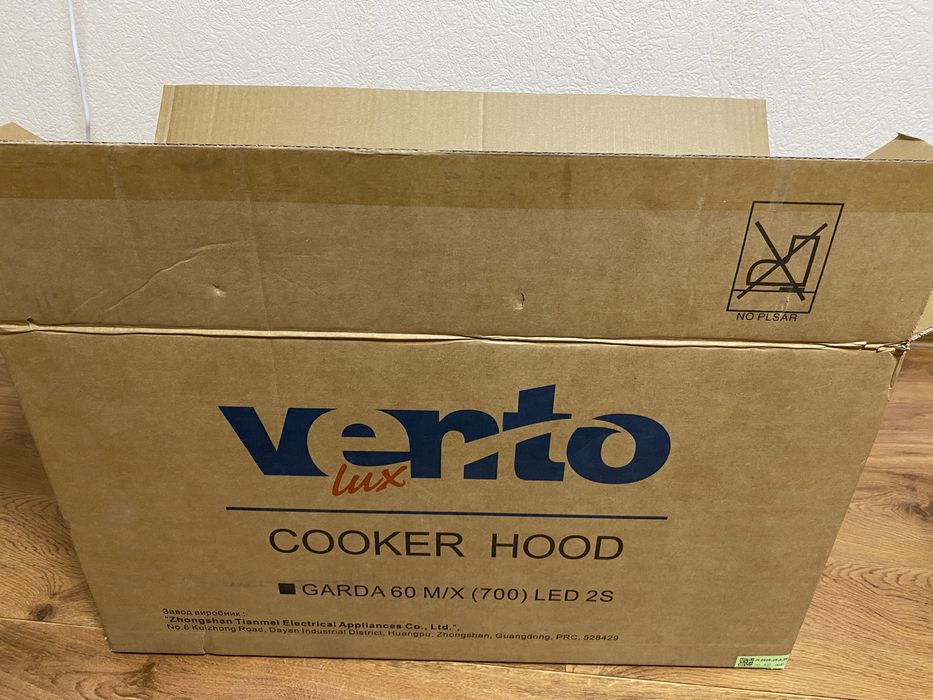 NO PLSAR
vento
lux
COOKER HOOD
GARDA 60 M/X (700) LED 2S
Завод виробник :
"Zhongshan Tianmei Electrical Appliances Co., Ltd.",
No.8 Kuizhong Road, Dayan Industrial District, Huangpu, Zhongshan, Guangdong, PRC, 528429